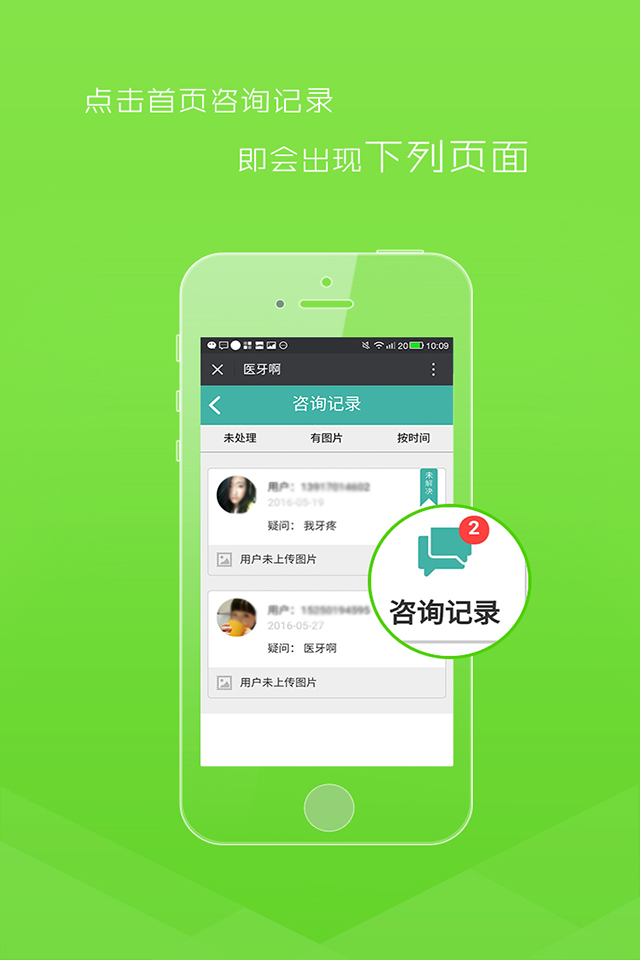 点击首页咨询记录
即会出现下列页面
20 10:09
医牙啊
咨询记录
未处理 有图片 按时间
未解决
用户：
2016-05-19
疑问： 我牙疼
用户未上传图片
2
咨询记录
用户：
2016-05-27
疑问： 医牙啊
用户未上传图片